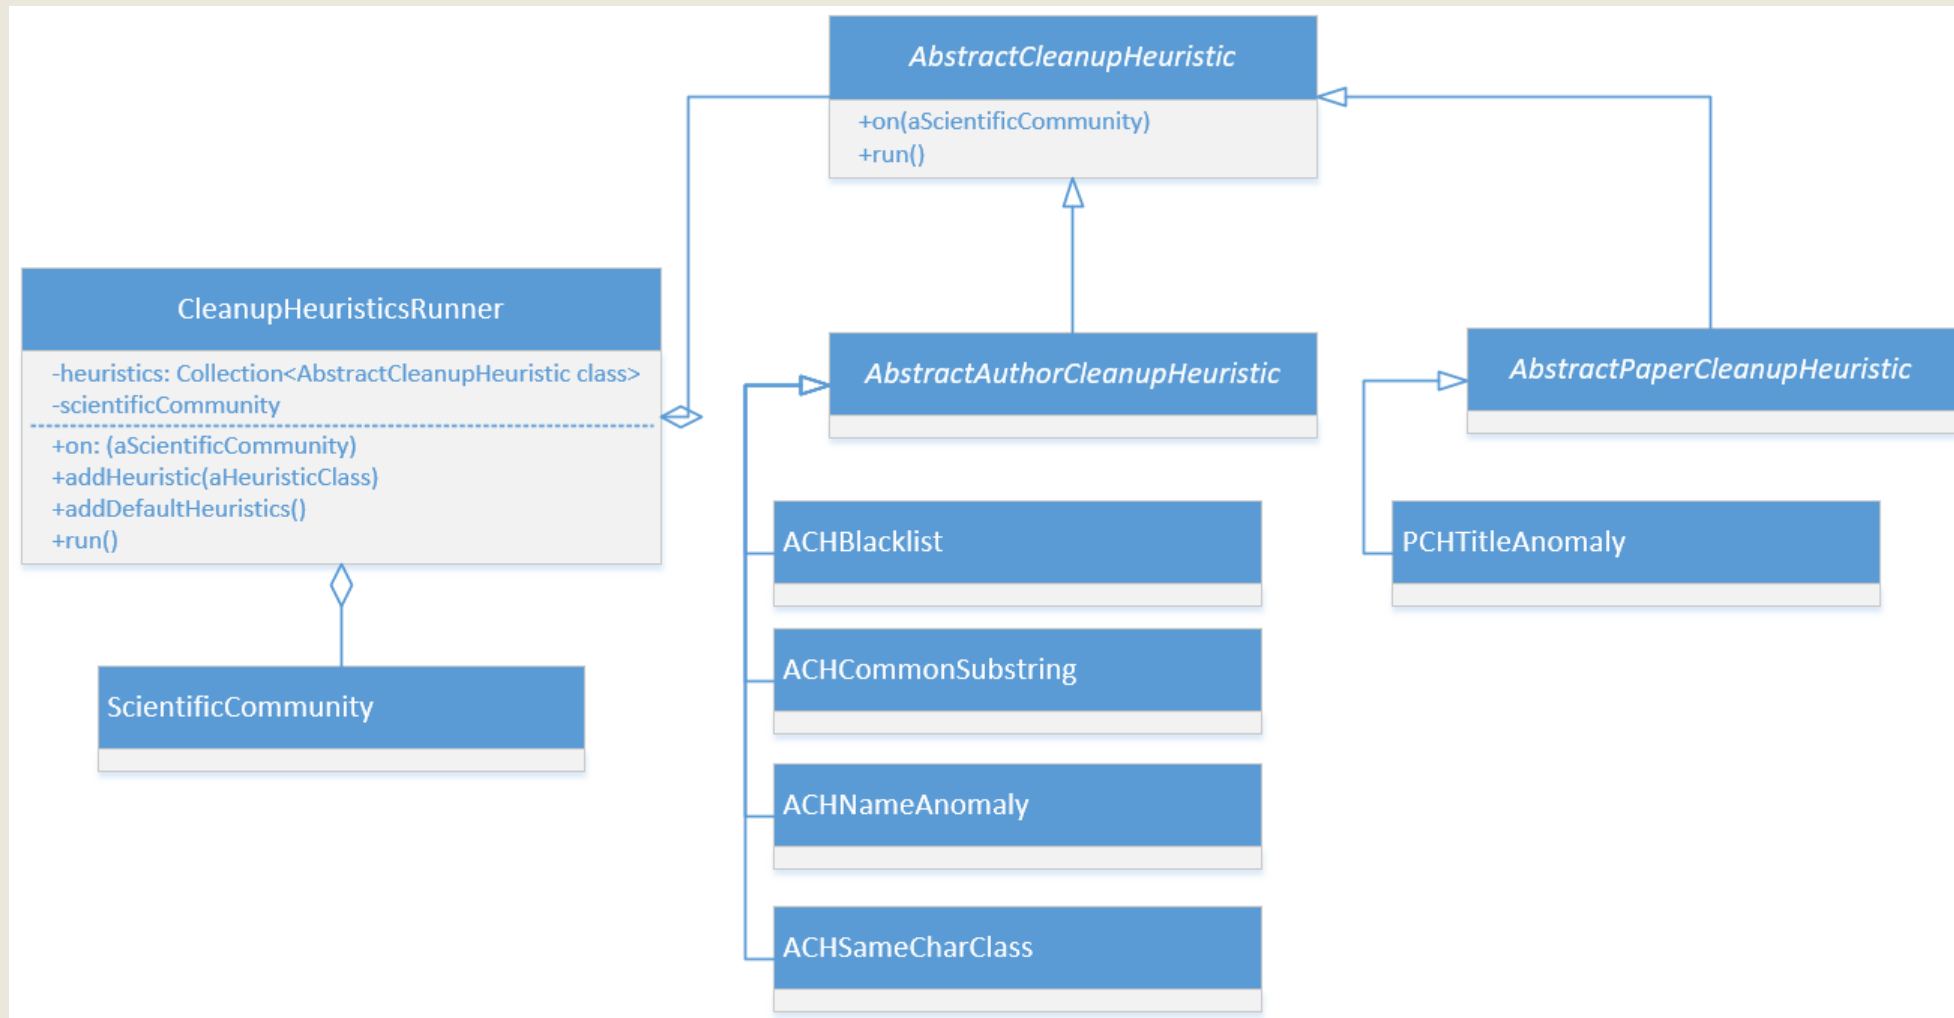 AbstractCleanupHeuristic
+on(aScientificCommunity)
+run()
CleanupHeuristicsRunner
-heuristics: Collection<AbstractCleanupHeuristic class>
-scientificCommunity
+on: (aScientificCommunity)
+addHeuristic(aHeuristicClass)
+addDefaultHeuristics()
+run()
ScientificCommunity
AbstractAuthorCleanupHeuristic
ACHBlacklist
ACHCommonSubstring
ACHNameAnomaly
ACHSameCharClass
AbstractPaperCleanupHeuristic
PCHTitleAnomaly